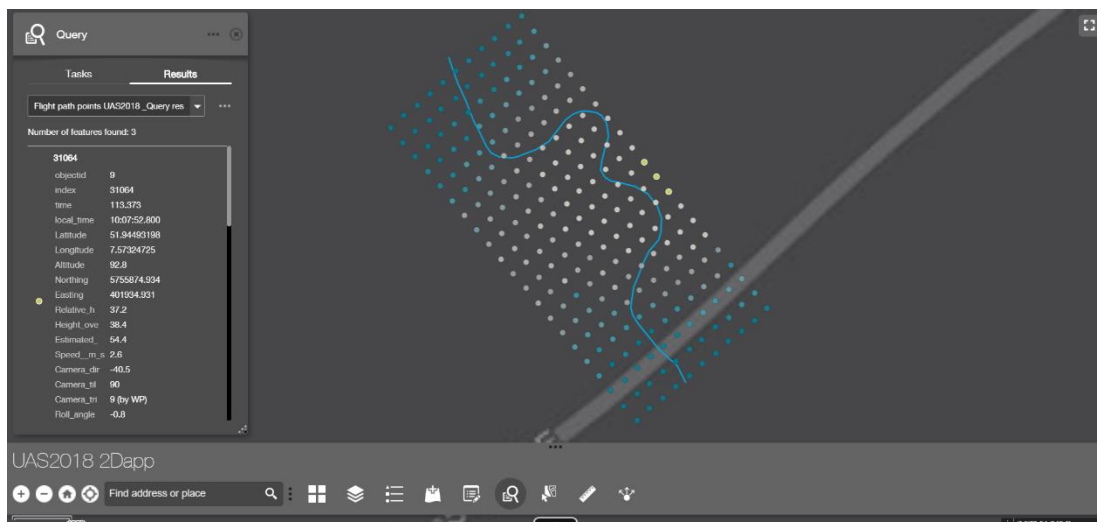 Query
Tasks Results
Flight path points UAS2018 _Query res
Number of features found: 3
31064
objectid 9
index 31064
time 113.373
local_time 10:07:52.800
Latitude 51.94493198
Longitude 7.57324725
Altitude 92.8
Northing 5755874.934
Easting 401934.931
Relative_h 37.2
Height_ove 38.4
Estimated_ 54.4
Speed__m_s 2.6
Camera_dir -40.5
Camera_til 90
Camera_tri 9 (by WP)
Roll_angle -0.8
UAS2018 2Dapp
Find address or place